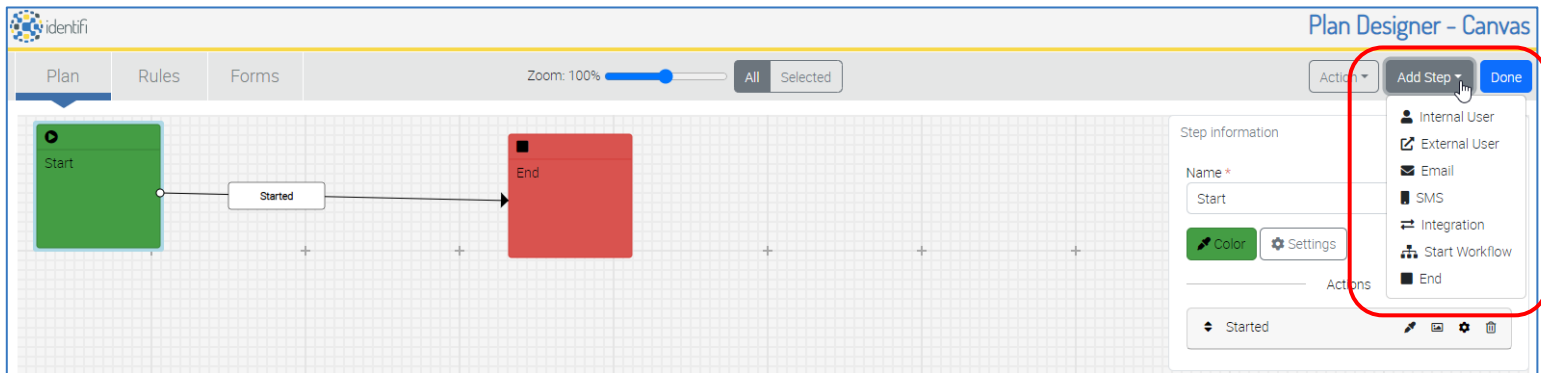 identifi
Plan Designer - Canvas
Plan Rules Forms
Zoom: 100%
All Selected
Action Add Step Done
Start
Started
End
Step information
Name *
Start
Color Settings
Actions
Started
Internal User
External User
Email
SMS
Integration
Start Workflow
End